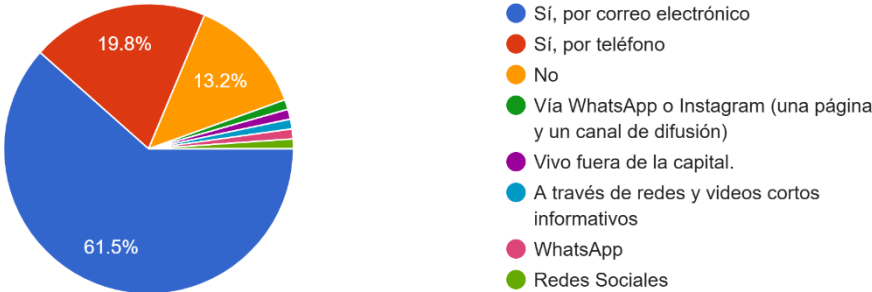 19.8%
13.2%
61.5%
Sí, por correo electrónico
Sí, por teléfono
No
Vía WhatsApp o Instagram (una página
y un canal de difusión)
Vivo fuera de la capital.
A través de redes y videos cortos
informativos
WhatsApp
Redes Sociales